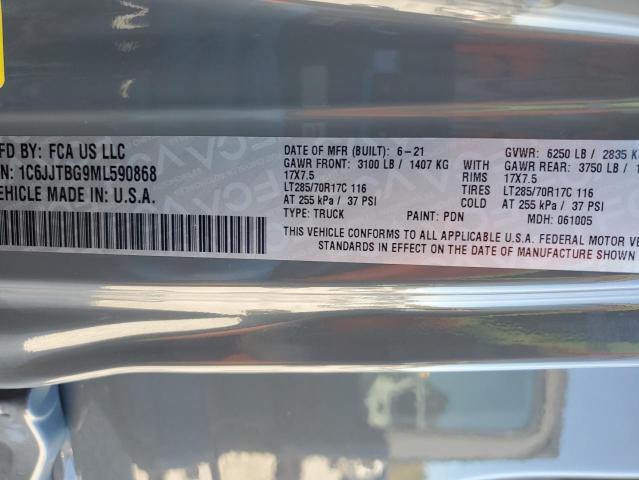 MFD BY: FCA US LLC
DATE OF MFR (BUILT): 6-21
GVWR: 6250 LB / 2835 K
GAWR FRONT: 3100 LB / 1407 KG
GAWR REAR: 3750 LB / 1
N: 1C6JJTBG9ML590868
17X7.5
RIMS
17X7.5
VEHICLE MADE IN U.S.A.
LT285/70R17C 116
TIRES
LT285/70R17C 116
AT 255 kPa / 37 PSI
COLD
AT 255 kPa / 37 PSI
TYPE: TRUCK
PAINT: PDN
MDH: 061005
THIS VEHICLE CONFORMS TO ALL APPLICABLE U.S.A. FEDERAL MOTOR VE
STANDARDS IN EFFECT ON THE DATE OF MANUFACTURE SHOWN